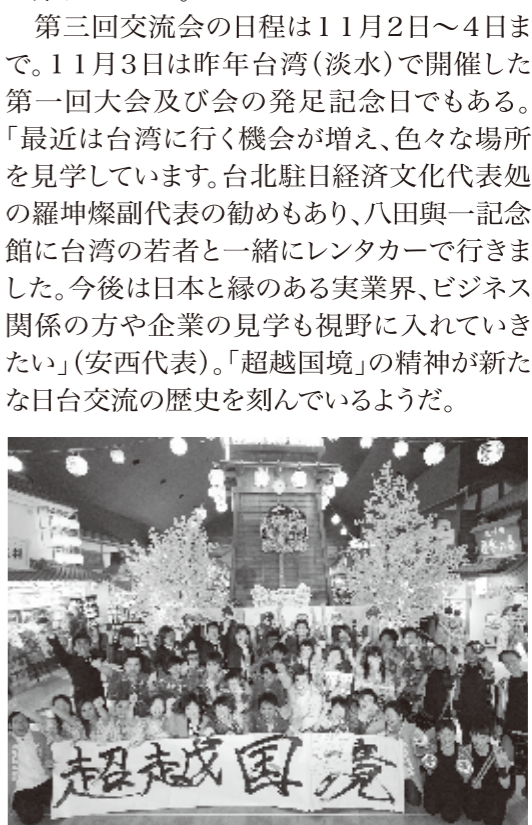 第三回交流会の日程は11月2日〜4日ま
で。11月3日は昨年台湾(淡水)で開催した
第一回大会及び会の発足記念日でもある。
「最近は台湾に行く機会が増え、色々な場所
を見学しています。台北駐日経済文化代表処
の羅坤燦副代表の勧めもあり、八田與一記念
館に台湾の若者と一緒にレンタカーで行きま
した。今後は日本と縁のある実業界、ビジネス
関係の方や企業の見学も視野に入れていき
たい」(安西代表)。「超越国境」の精神が新た
な日台交流の歴史を刻んでいるようだ。
超越国境